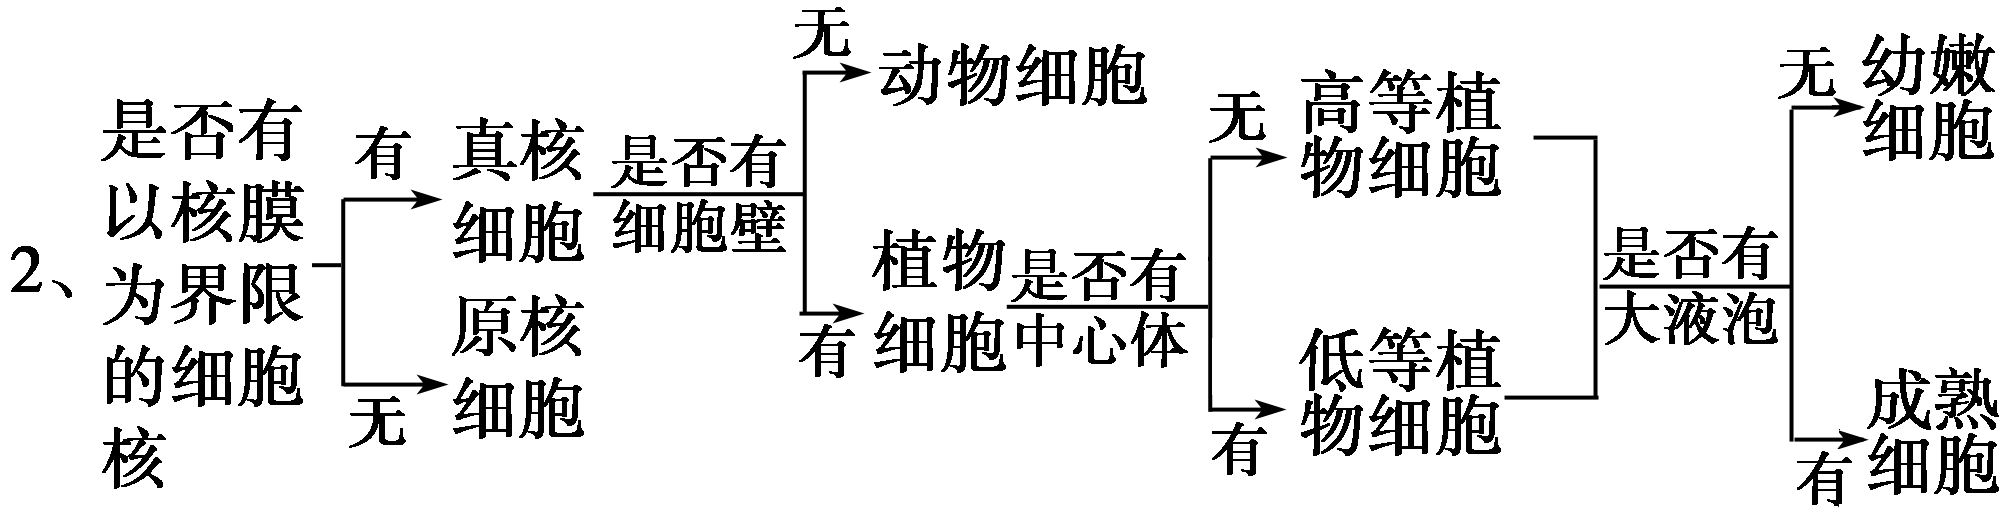 2、
是否有
以核膜
为界限
的细胞
核
有
真核
细胞
无
原核
细胞
是否有
细胞壁
无
动物细胞
有
植物
细胞
是否有
中心体
无
高等植
物细胞
有
低等植
物细胞
是否有
大液泡
无
幼嫩
细胞
有
成熟
细胞